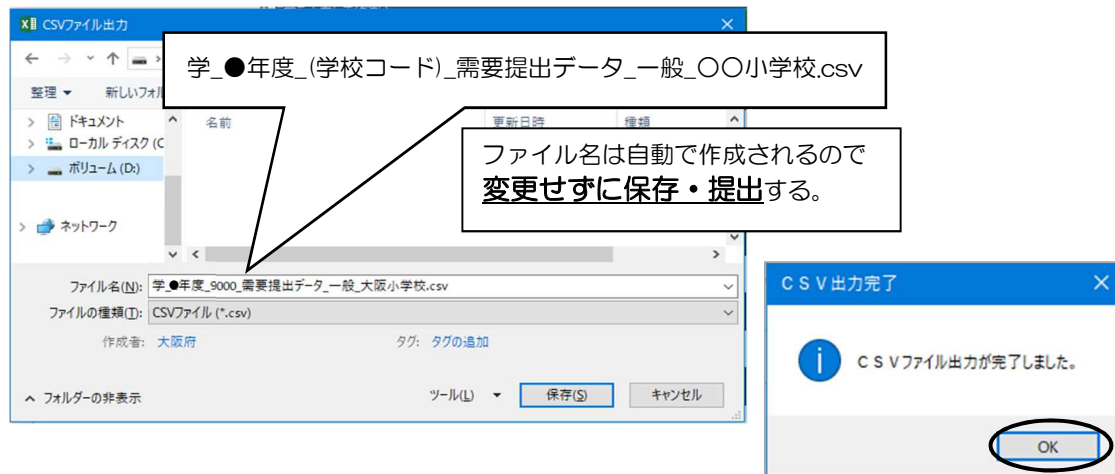 CSVファイル出力
学_●年度_(学校コード)_需要提出データ_一般_〇〇小学校.csv
整理 新しいフォル
名前 更新日時 種類
ドキュメント
ローカル ディスク (C
ボリューム (D:)
ネットワーク
ファイル名は自動で作成されるので
変更せずに保存・提出する。
ファイル名(N): 学_●年度_9000_需要提出データ_一般_大阪小学校.csv
ファイルの種類(T): CSVファイル (*.csv)
作成者: 大阪府 タグ: タグの追加
フォルダーの非表示 ツール(L) 保存(S) キャンセル
ＣＳＶ出力完了
ＣＳＶファイル出力が完了しました。
OK